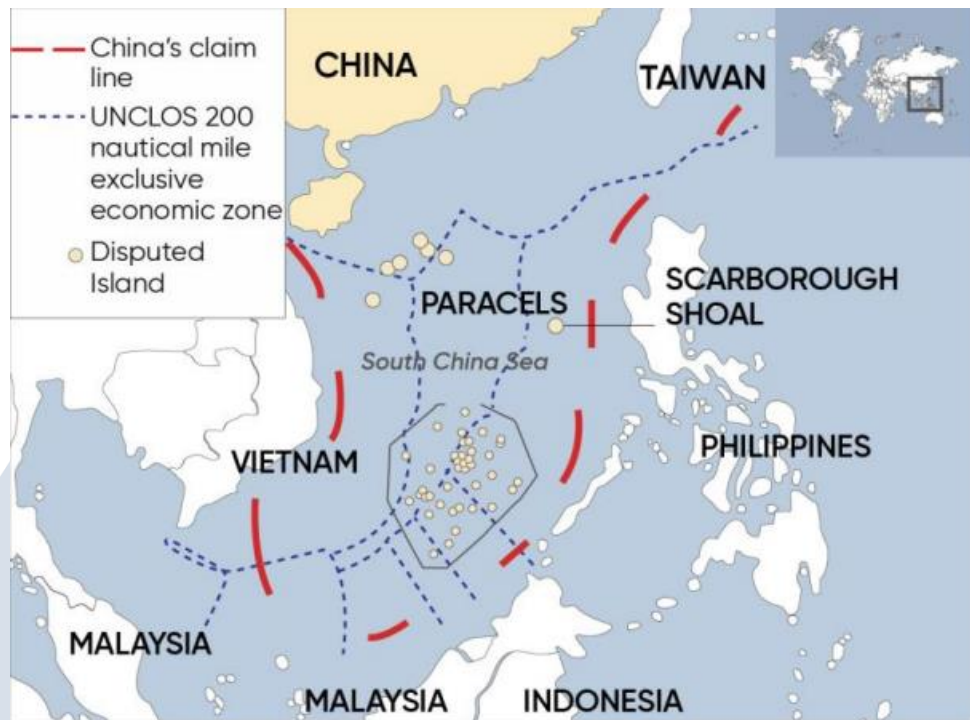 China's claim
line
UNCLOS 200
nautical mile
exclusive
economic zone
Disputed
Island
CHINA
TAIWAN
SCARBOROUGH
SHOAL
PARACELS
South China Sea
PHILIPPINES
VIETNAM
MALAYSIA
MALAYSIA
INDONESIA